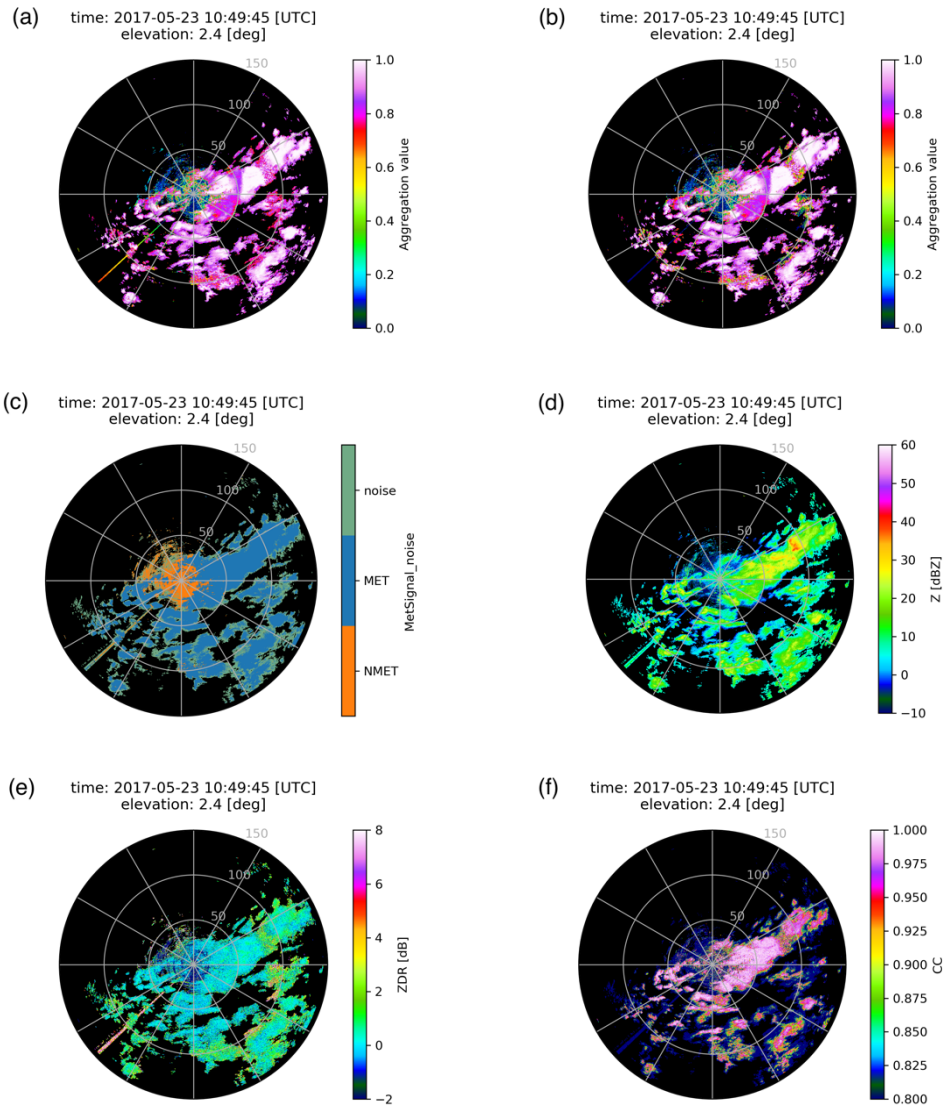 (a)
time: 2017-05-23 10:49:45 [UTC]
elevation: 2.4 [deg]
150
100
50
1.0
0.8
0.6
0.4
0.2
0.0
Aggregation value
(b)
time: 2017-05-23 10:49:45 [UTC]
elevation: 2.4 [deg]
150
100
50
1.0
0.8
0.6
0.4
0.2
0.0
Aggregation value
(c)
time: 2017-05-23 10:49:45 [UTC]
elevation: 2.4 [deg]
150
100
50
noise
MET
NMET
MetSignal_noise
(d)
time: 2017-05-23 10:49:45 [UTC]
elevation: 2.4 [deg]
150
100
50
60
50
40
30
20
10
0
−10
Z [dBZ]
(e)
time: 2017-05-23 10:49:45 [UTC]
elevation: 2.4 [deg]
150
100
50
8
6
4
2
0
−2
ZDR [dB]
(f)
time: 2017-05-23 10:49:45 [UTC]
elevation: 2.4 [deg]
150
100
50
1.000
0.975
0.950
0.925
0.900
0.875
0.850
0.825
0.800
CC